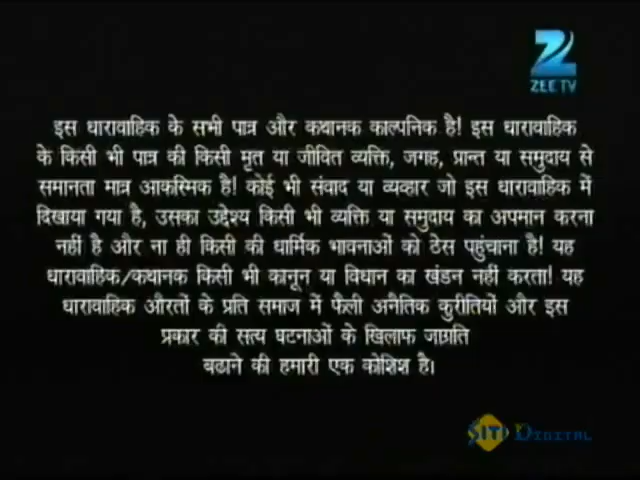 ZEE TV
इस धारावाहिक के सभी पात्र और कथानक काल्पनिक है! इस धारावाहिक
के किसी भी पात्र की किसी मृत या जीवित व्यक्ति, जगह, प्रान्त या समुदाय से
समानता मात्र आकस्मिक है! कोई भी संवाद या व्यव्हार जो इस धारावाहिक में
दिखाया गया है, उसका उद्देश्य किसी भी व्यक्ति या समुदाय का अपमान करना
नहीं है और ना ही किसी की धार्मिक भावनाओं को ठेस पहुंचाना है! यह
धारावाहिक/कथानक किसी भी कानून या विधान का खंडन नहीं करता! यह
धारावाहिक औरतों के प्रति समाज में फैली अनैतिक कुरीतियों और इस
प्रकार की सत्य घटनाओं के खिलाफ जाग्रति
बढाने की हमारी एक कोशिश है।
SITI DIGITAL